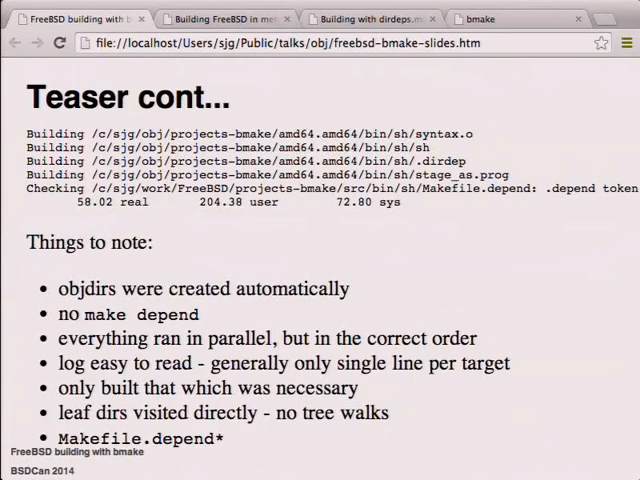 FreeBSD building with b
Building FreeBSD in me
Building with dirdeps.m
bmake
file://localhost/Users/sjg/Public/talks/obj/freebsd-bmake-slides.htm
Teaser cont...
Building /c/sjg/obj/projects-bmake/amd64.amd64/bin/sh/syntax.o
Building /c/sjg/obj/projects-bmake/amd64.amd64/bin/sh/sh
Building /c/sjg/obj/projects-bmake/amd64.amd64/bin/sh/.dirdep
Building /c/sjg/obj/projects-bmake/amd64.amd64/bin/sh/stage_as.prog
Checking /c/sjg/work/FreeBSD/projects-bmake/src/bin/sh/Makefile.depend: .depend token
58.02 real 204.38 user 72.80 sys
Things to note:
• objdirs were created automatically
• no make depend
• everything ran in parallel, but in the correct order
• log easy to read - generally only single line per target
• only built that which was necessary
• leaf dirs visited directly - no tree walks
• Makefile.depend*
FreeBSD building with bmake
BSDCan 2014